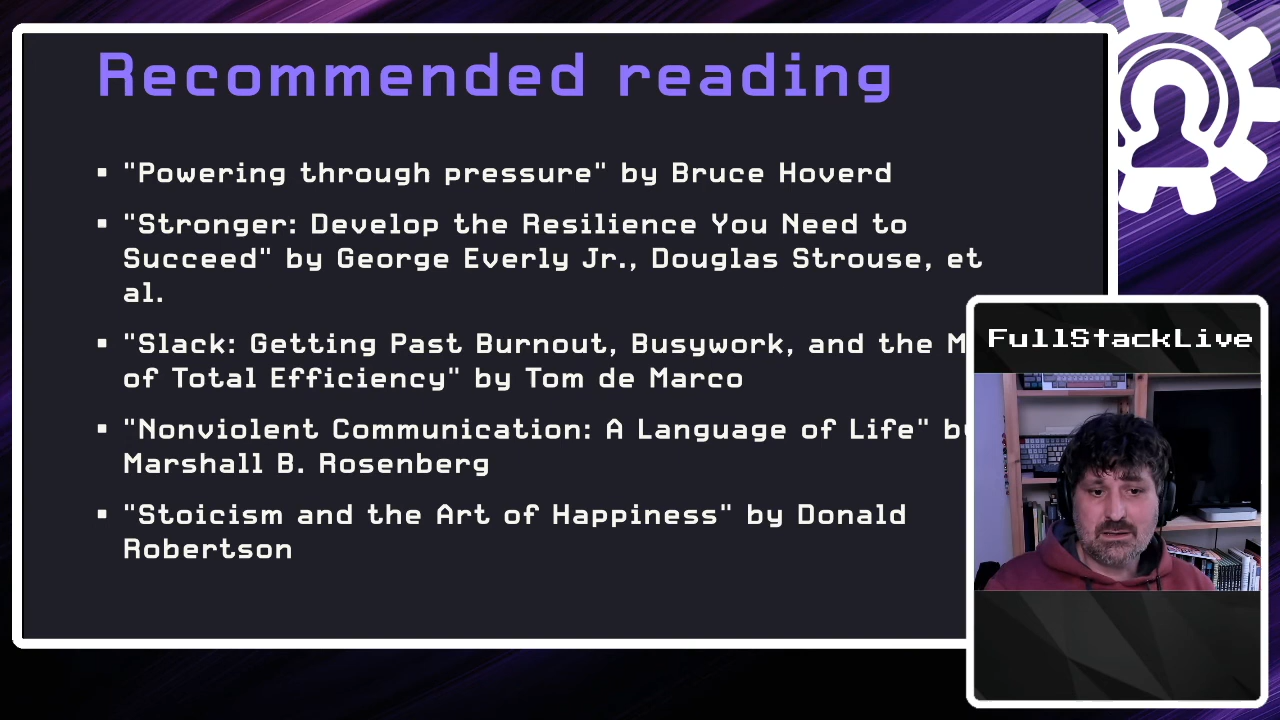 Recommended reading
"Powering through pressure" by Bruce Hoverd
"Stronger: Develop the Resilience You Need to
Succeed" by George Everly Jr., Douglas Strouse, et
al.
"Slack: Getting Past Burnout, Busywork, and the
of Total Efficiency" by Tom de Marco
"Nonviolent Communication: A Language of Life" by
Marshall B. Rosenberg
"Stoicism and the Art of Happiness" by Donald
Robertson
FullStackLive